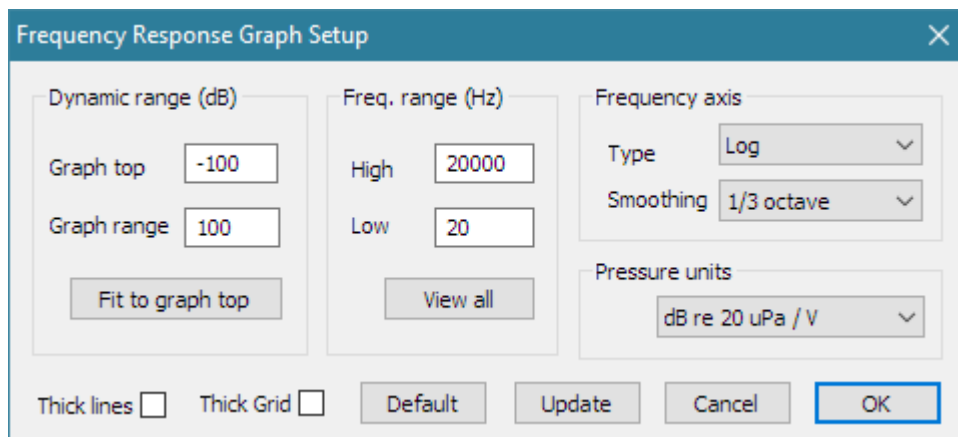 Frequency Response Graph Setup
Dynamic range (dB)
Graph top -100
Graph range 100
Fit to graph top
Freq. range (Hz)
High 20000
Low 20
View all
Frequency axis
Type Log
Smoothing 1/3 octave
Pressure units
dB re 20 uPa / V
Thick lines Thick Grid Default Update Cancel OK